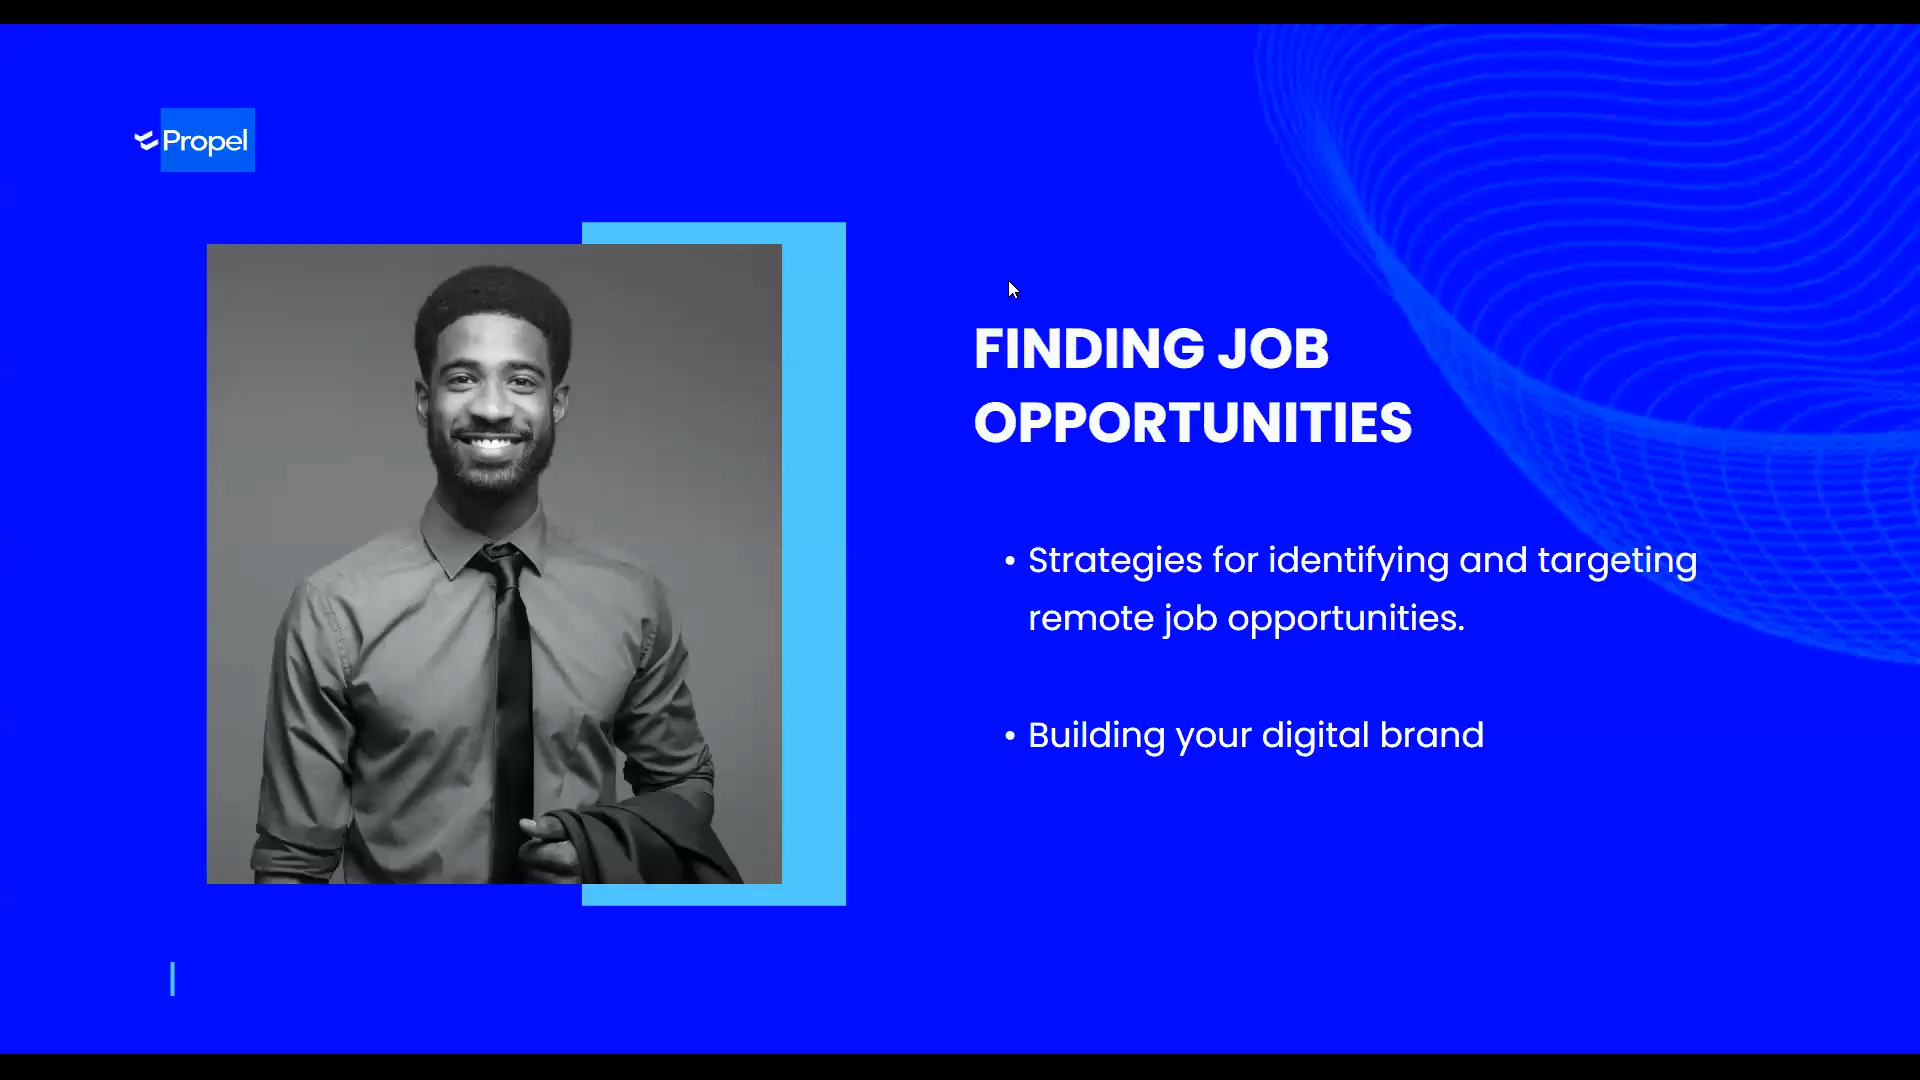 Propel
FINDING JOB
OPPORTUNITIES
• Strategies for identifying and targeting
remote job opportunities.
• Building your digital brand